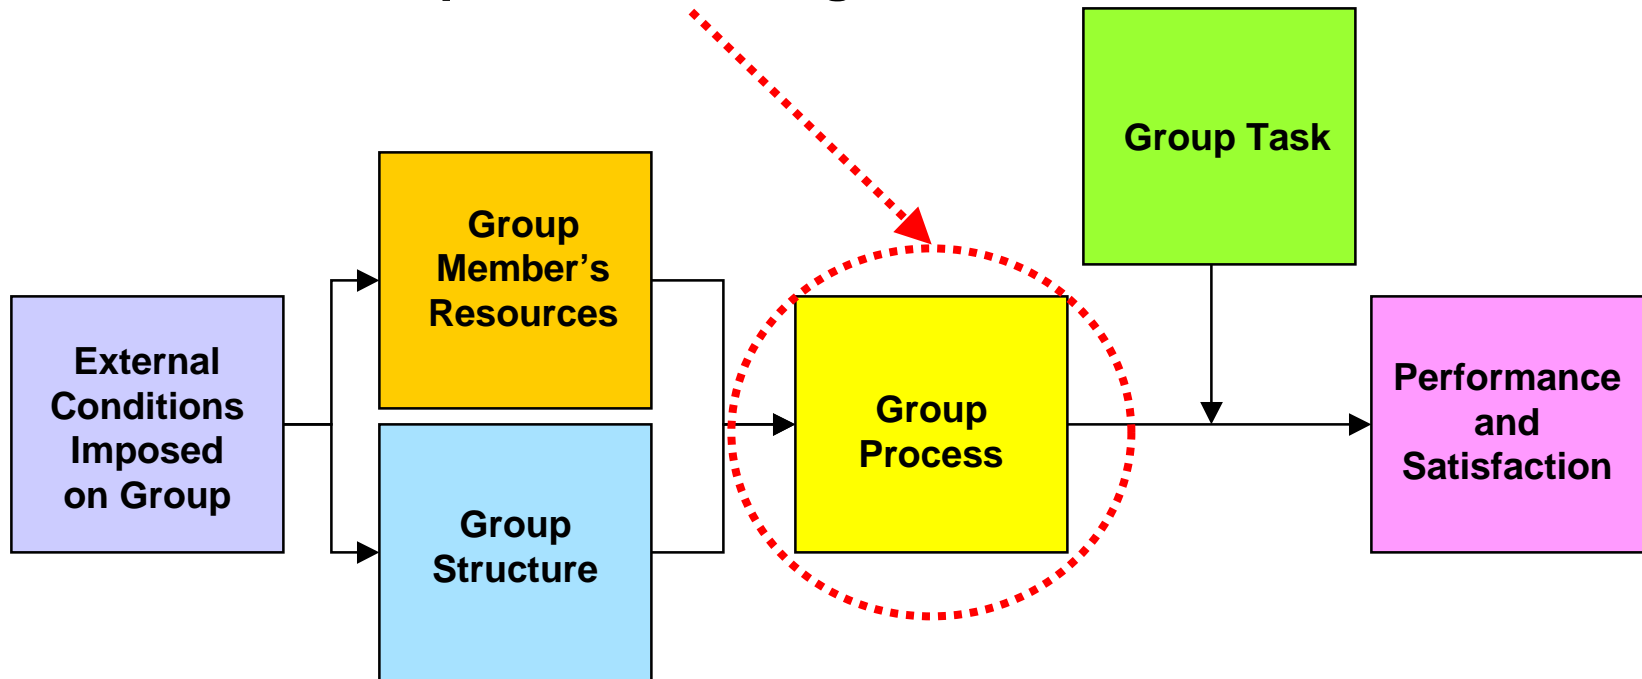 Group Task
Group
Member’s
Resources
External
Conditions
Imposed
on Group
Group
Process
Performance
and
Satisfaction
Group
Structure